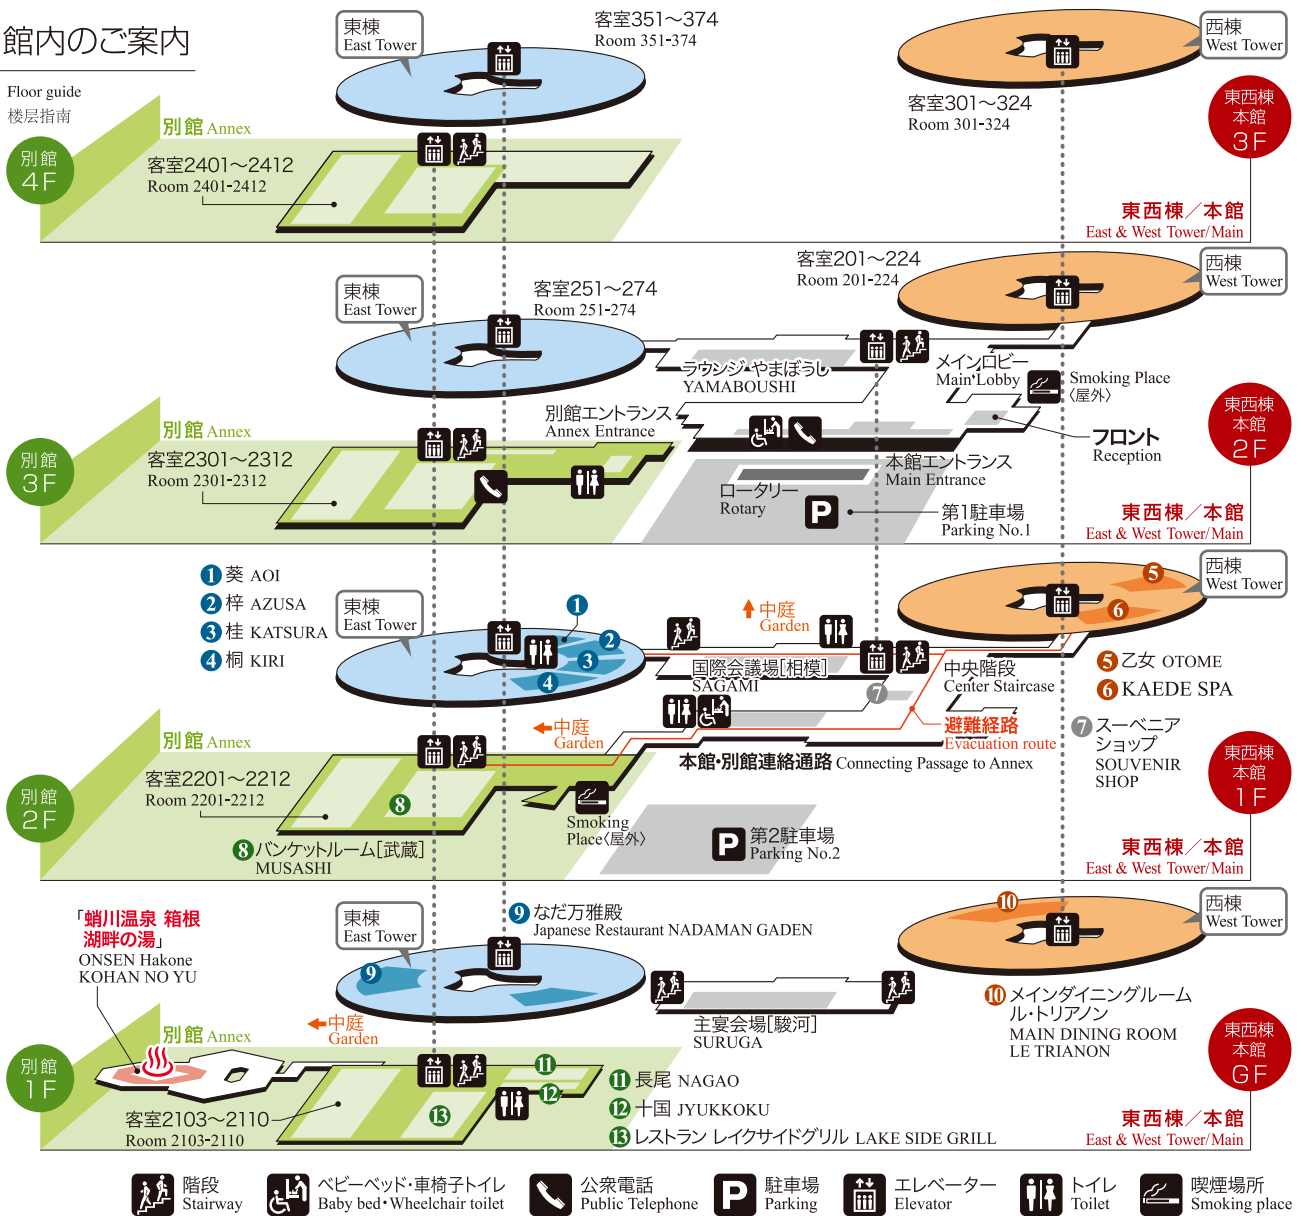 館内のご案内
Floor guide
楼层指南
東棟
East Tower
客室351〜374
Room 351-374
西棟
West Tower
客室301〜324
Room 301-324
東西棟
本館
3F
別館
4F
別館 Annex
客室2401〜2412
Room 2401-2412
東西棟／本館
East & West Tower/Main
東棟
East Tower
客室251〜274
Room 251-274
客室201〜224
Room 201-224
西棟
West Tower
ラウンジ やまぼうし
YAMABOUSHI
メインロビー
Main Lobby
Smoking Place
〈屋外〉
別館エントランス
Annex Entrance
フロント
Reception
東西棟
本館
2F
別館
3F
別館 Annex
客室2301〜2312
Room 2301-2312
本館エントランス
Main Entrance
ロータリー
Rotary
P
第1駐車場
Parking No.1
東西棟／本館
East & West Tower/Main
1 葵 AOI
2 梓 AZUSA
3 桂 KATSURA
4 桐 KIRI
東棟
East Tower
1
2
3
4
中庭
Garden
西棟
West Tower
5
6
国際会議場[相模]
SAGAMI
7
中央階段
Center Staircase
5 乙女 OTOME
6 KAEDE SPA
7 スーベニア
ショップ
SOUVENIR
SHOP
中庭
Garden
避難経路
Evacuation route
本館・別館連絡通路 Connecting Passage to Annex
東西棟
本館
1F
別館
2F
別館 Annex
客室2201〜2212
Room 2201-2212
8
8 バンケットルーム[武蔵]
MUSASHI
Smoking
Place〈屋外〉
P
第2駐車場
Parking No.2
東西棟／本館
East & West Tower/Main
「蛸川温泉 箱根
湖畔の湯」
ONSEN Hakone
KOHAN NO YU
東棟
East Tower
9
9 なだ万雅殿
Japanese Restaurant NADAMAN GADEN
10
西棟
West Tower
主宴会場[駿河]
SURUGA
10 メインダイニングルーム
ル・トリアノン
MAIN DINING ROOM
LE TRIANON
中庭
Garden
東西棟
本館
GF
別館
1F
別館 Annex
客室2103〜2110
Room 2103-2110
11
12
13
11 長尾 NAGAO
12 十国 JYUKKOKU
13 レストラン レイクサイドグリル LAKE SIDE GRILL
東西棟／本館
East & West Tower/Main
階段
Stairway
ベビーベッド・車椅子トイレ
Baby bed・Wheelchair toilet
公衆電話
Public Telephone
P
駐車場
Parking
エレベーター
Elevator
トイレ
Toilet
喫煙場所
Smoking place